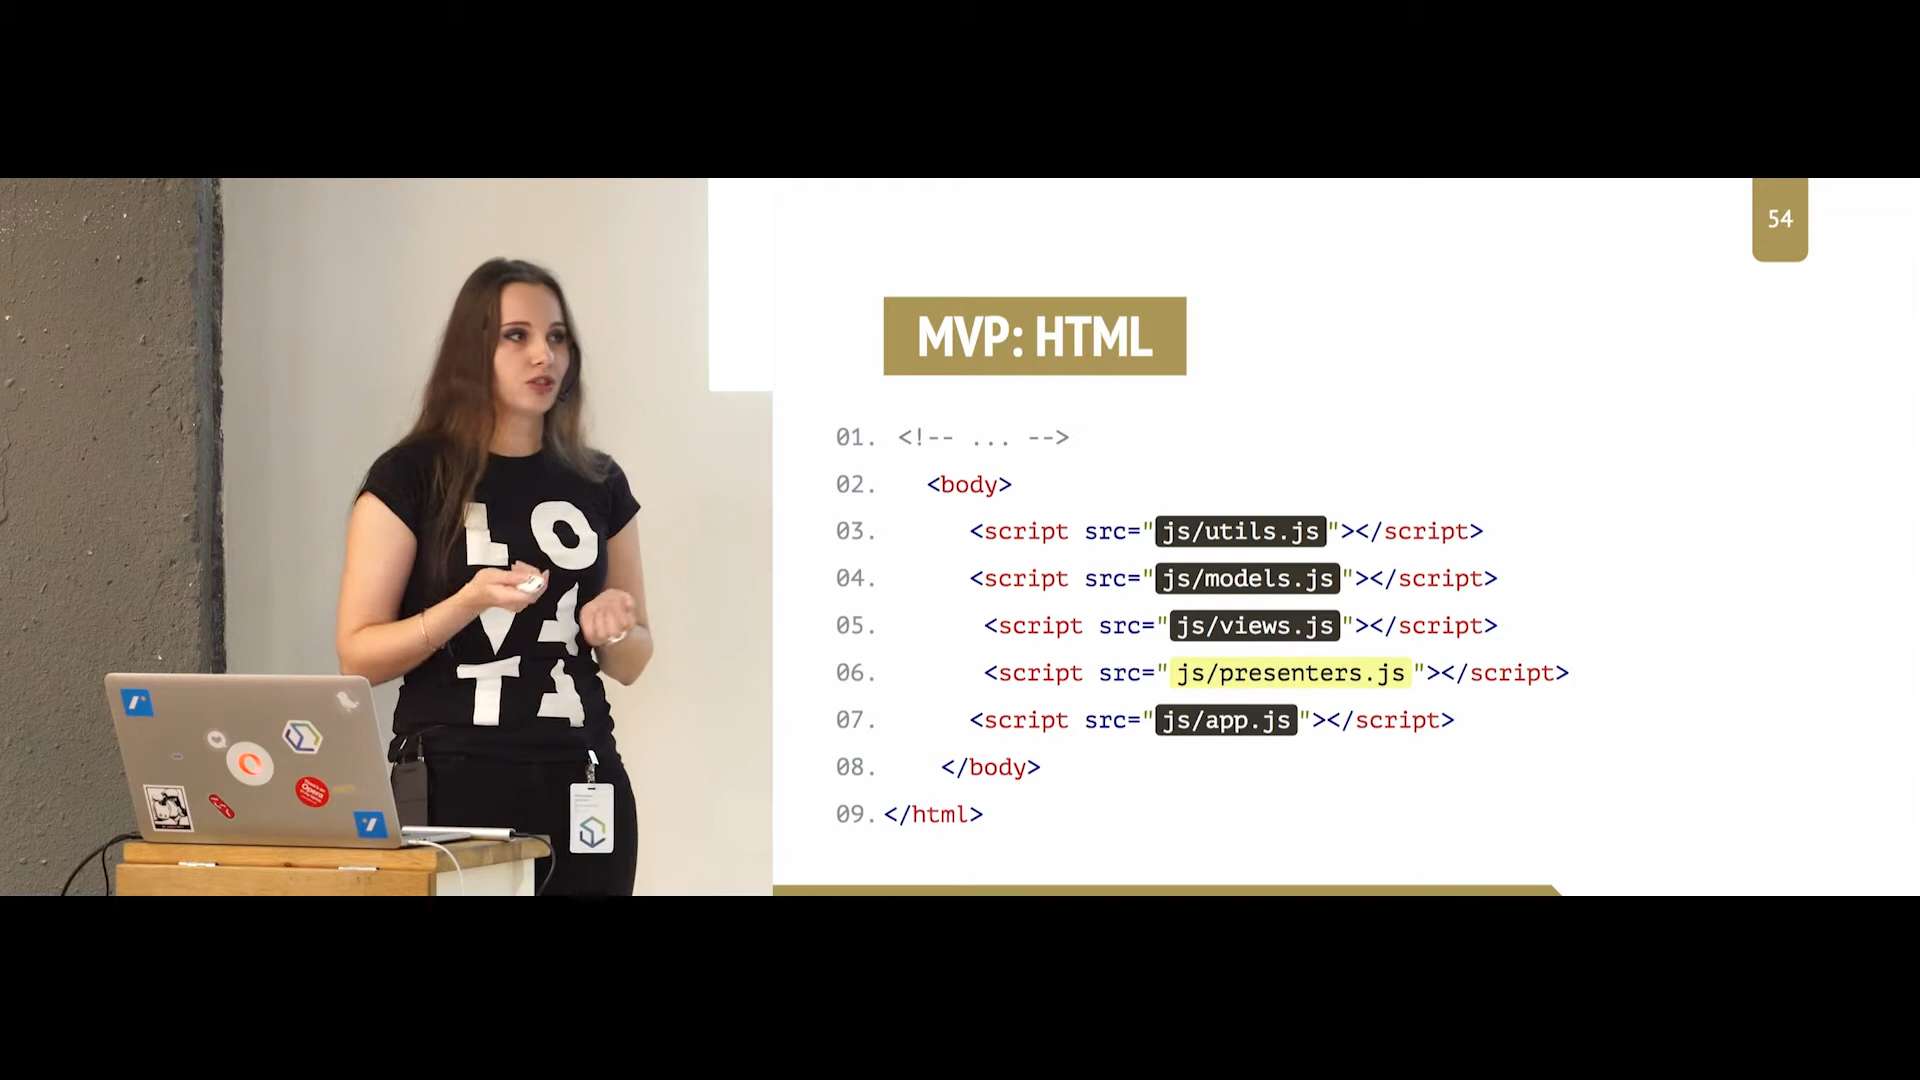 54
MVP: HTML
01. <!-- ... -->
02. <body>
03. <script src="js/utils.js"></script>
04. <script src="js/models.js"></script>
05. <script src="js/views.js"></script>
06. <script src="js/presenters.js"></script>
07. <script src="js/app.js"></script>
08. </body>
09. </html>
LO
VA
TA
Opera